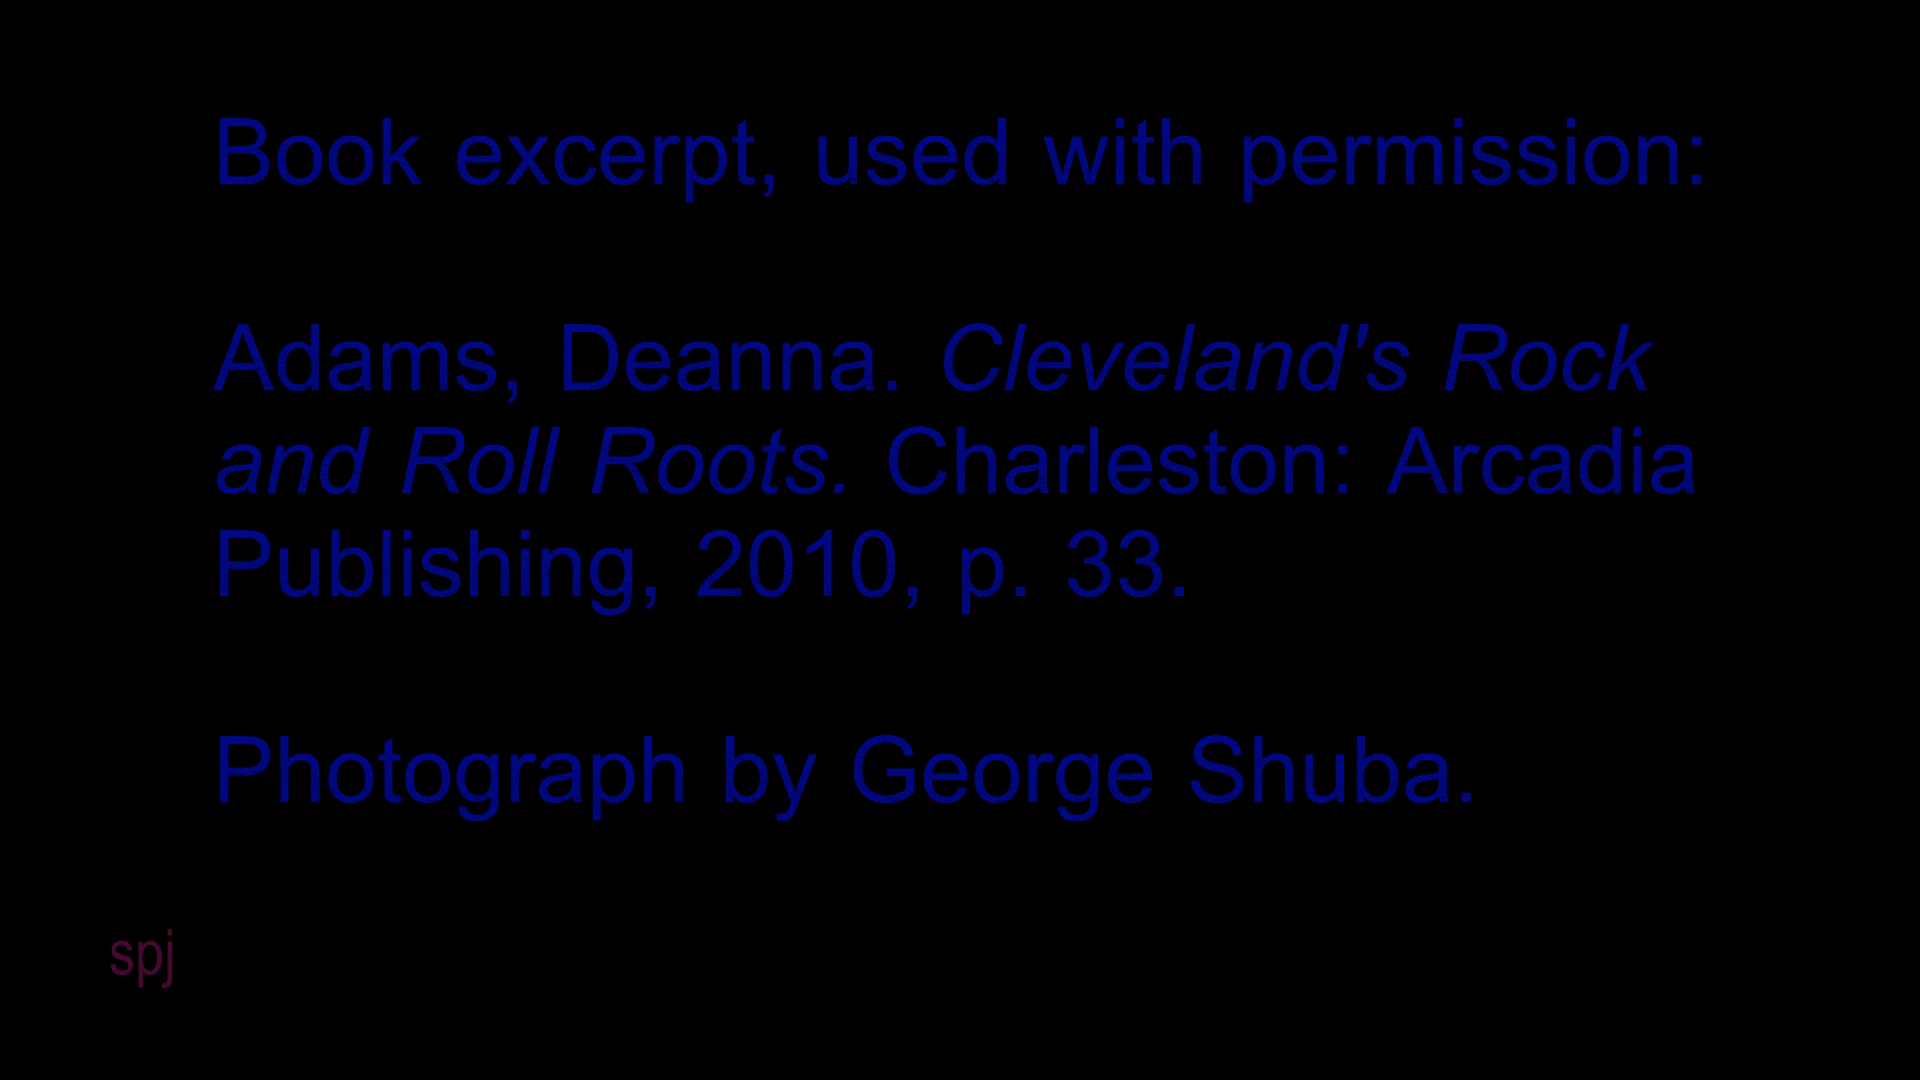 Book excerpt, used with permission:
Adams, Deanna. Cleveland's Rock
and Roll Roots. Charleston: Arcadia
Publishing, 2010, p. 33.
Photograph by George Shuba.
spj